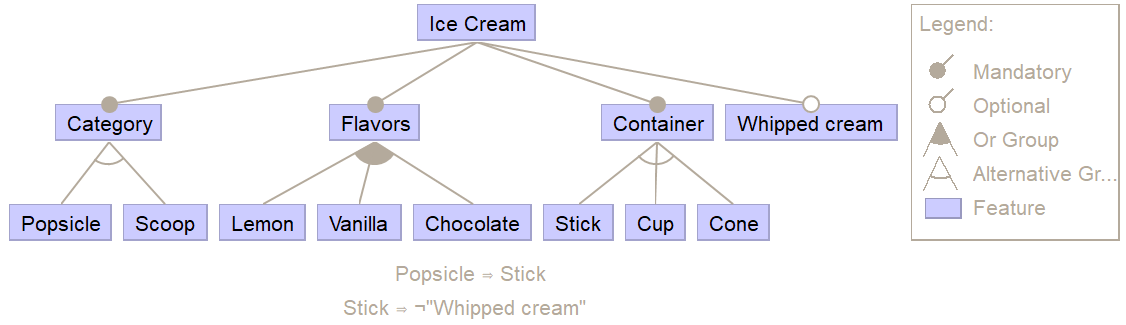 Ice Cream
Category
Flavors
Container
Whipped cream
Popsicle
Scoop
Lemon
Vanilla
Chocolate
Stick
Cup
Cone
Popsicle ⇒ Stick
Stick ⇒ ¬"Whipped cream"
Legend:
Mandatory
Optional
Or Group
Alternative Gr...
Feature